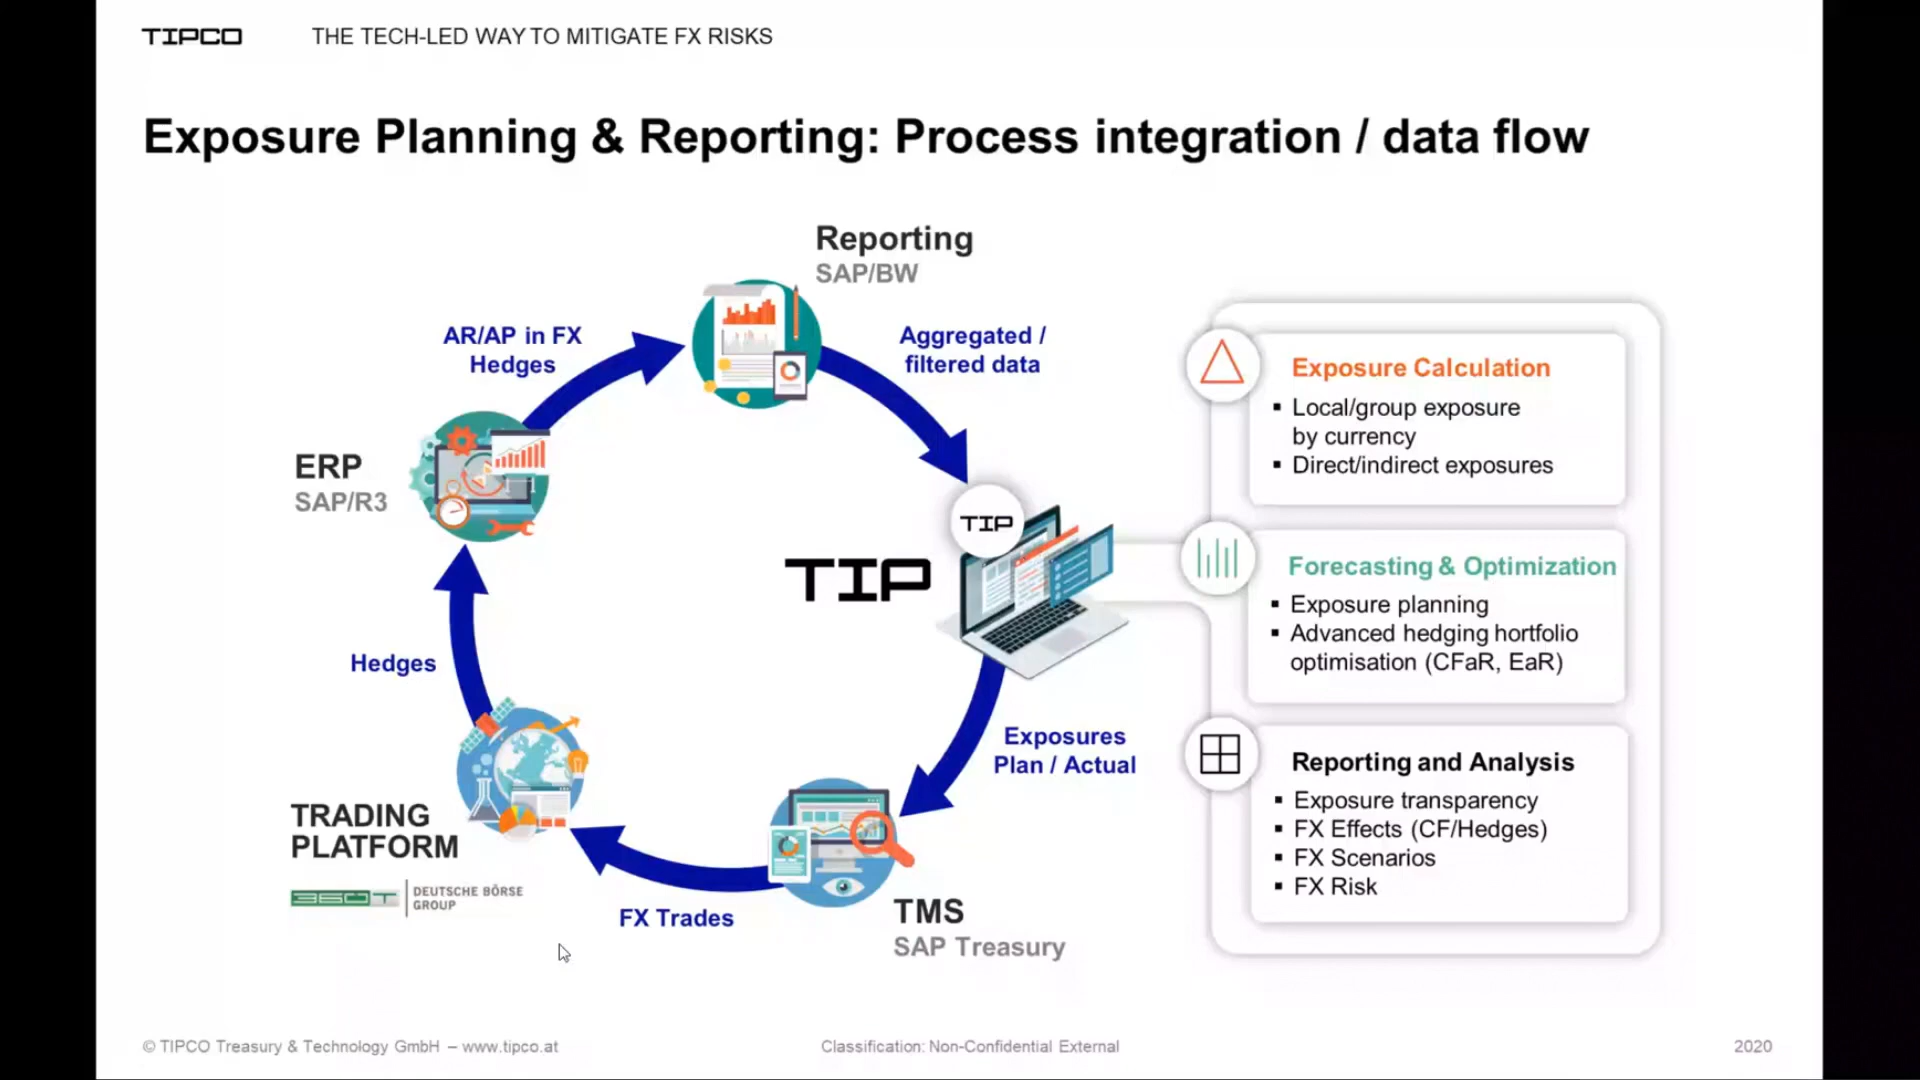 TIPCO
THE TECH-LED WAY TO MITIGATE FX RISKS
Exposure Planning & Reporting: Process integration / data flow
Reporting
SAP/BW
AR/AP in FX
Hedges
Aggregated /
filtered data
ERP
SAP/R3
TIP
TIP
Hedges
Exposures
Plan / Actual
TRADING
PLATFORM
360T
DEUTSCHE BÖRSE
GROUP
FX Trades
TMS
SAP Treasury
Exposure Calculation
▪ Local/group exposure
by currency
▪ Direct/indirect exposures
Forecasting & Optimization
▪ Exposure planning
▪ Advanced hedging hortfolio
optimisation (CFaR, EaR)
Reporting and Analysis
▪ Exposure transparency
▪ FX Effects (CF/Hedges)
▪ FX Scenarios
▪ FX Risk
© TIPCO Treasury & Technology GmbH – www.tipco.at
Classification: Non-Confidential External
2020